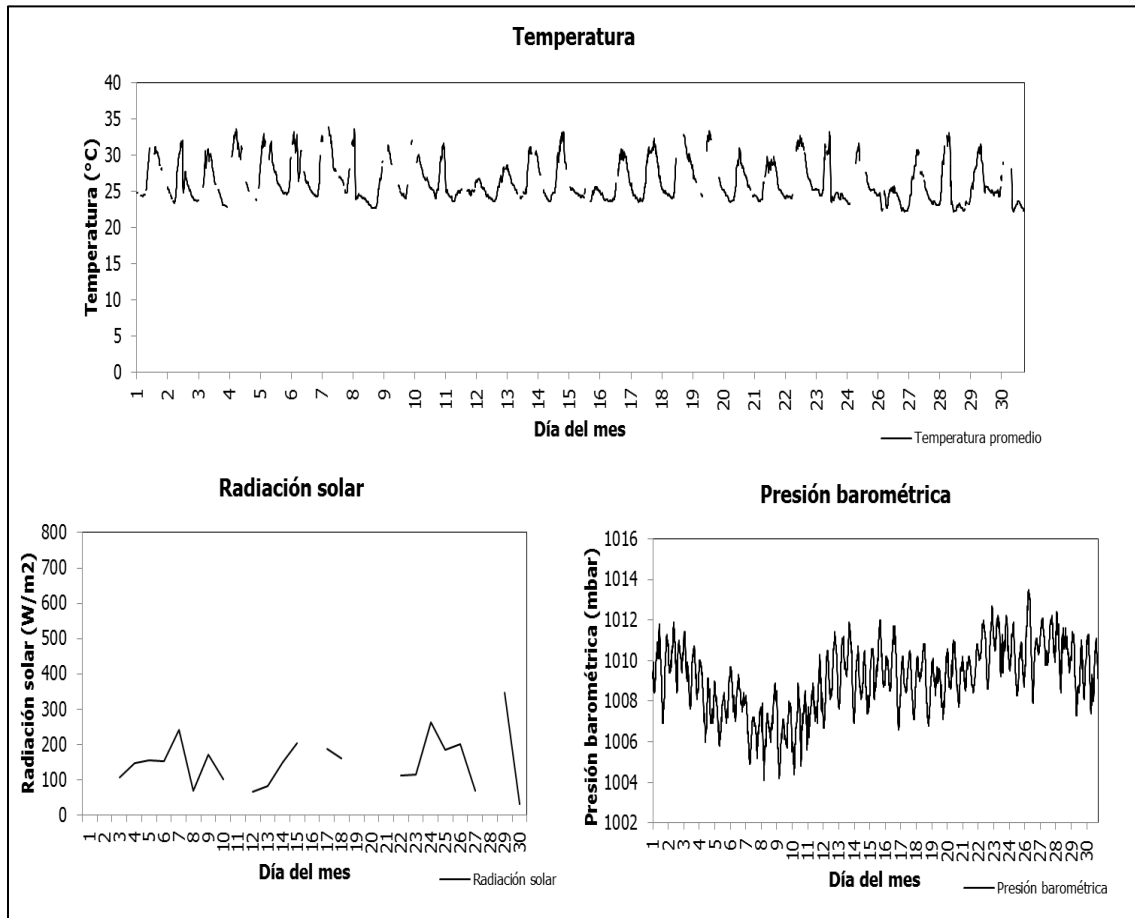 Temperatura
Temperatura (°C)
40
35
30
25
20
15
10
5
0
1 2 3 4 5 6 7 8 9 10 11 12 13 14 15 16 17 18 19 20 21 22 23 24 26 27 28 29 30
Día del mes
Temperatura promedio
Radiación solar
Radiación solar (W/m2)
800
700
600
500
400
300
200
100
0
1 2 3 4 5 6 7 8 9 10 11 12 13 14 15 16 17 18 19 20 21 22 23 24 25 26 27 28 29 30
Día del mes
Radiación solar
Presión barométrica
Presión barométrica (mbar)
1016
1014
1012
1010
1008
1006
1004
1002
1 2 3 4 5 6 7 8 9 10 11 12 13 14 15 16 17 18 19 20 21 22 23 24 25 26 28 29 30
Día del mes
Presión barométrica